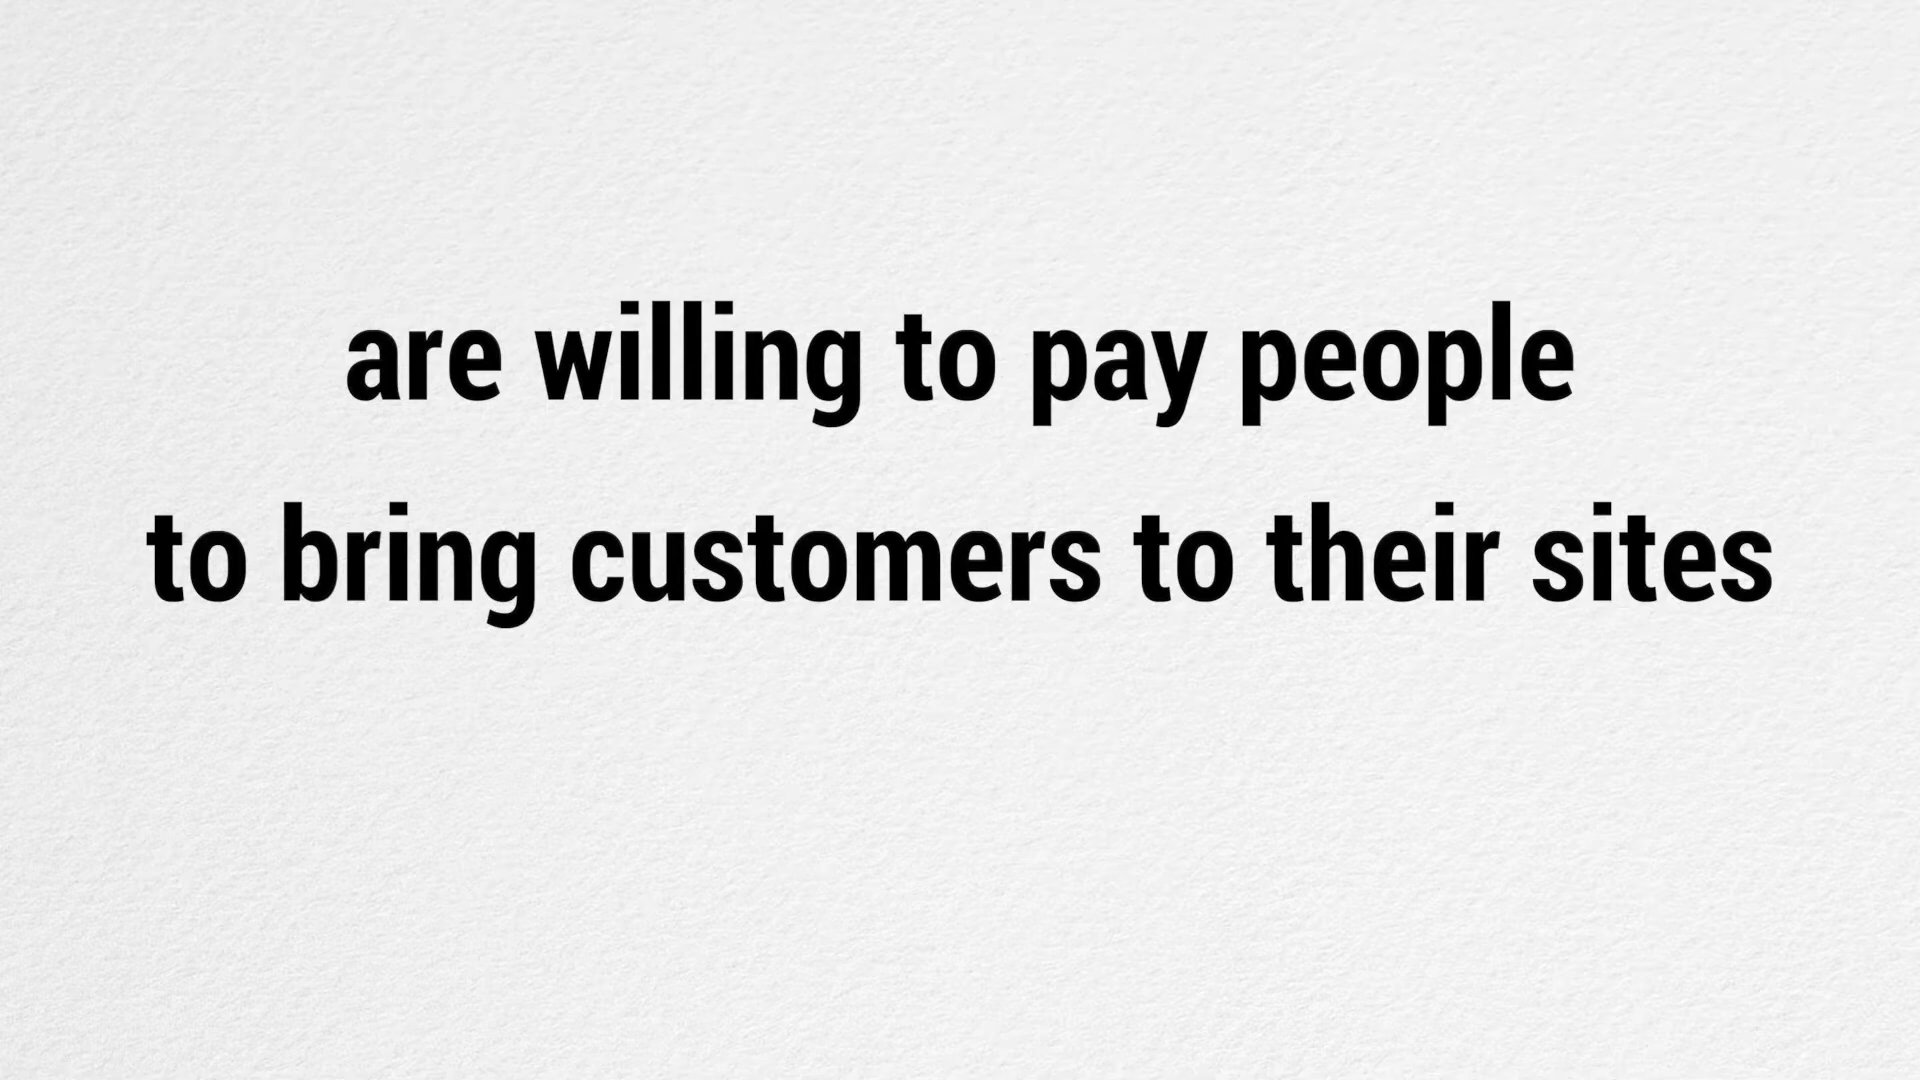 are willing to pay people
to bring customers to their sites